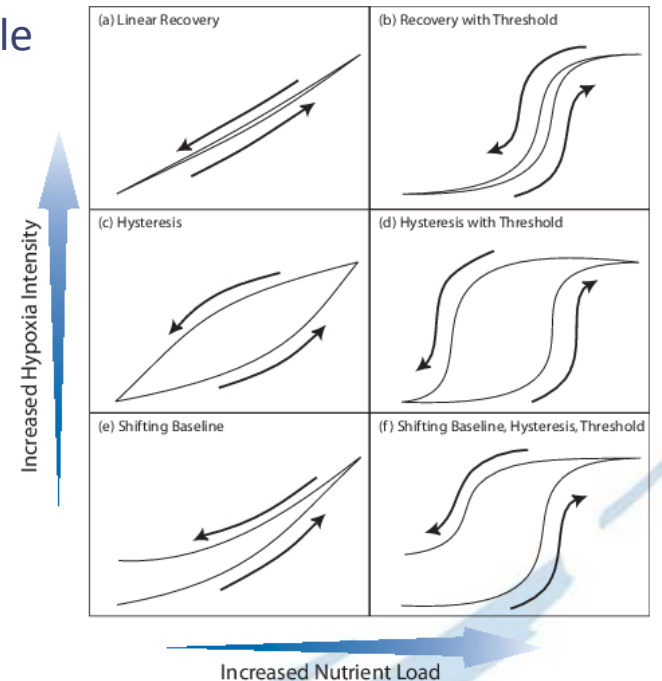 le
(a) Linear Recovery
(b) Recovery with Threshold
(c) Hysteresis
(d) Hysteresis with Threshold
(e) Shifting Baseline
(f) Shifting Baseline, Hysteresis, Threshold
Increased Hypoxia Intensity
Increased Nutrient Load